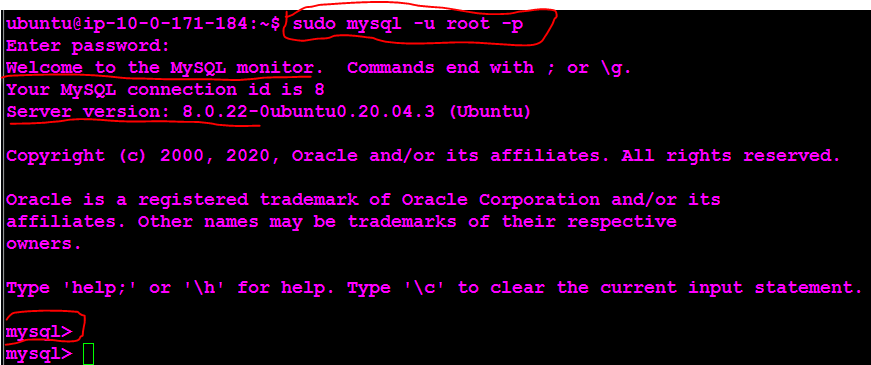 ubuntu@ip-10-0-171-184:~$ sudo mysql -u root -p
Enter password:
Welcome to the MySQL monitor.  Commands end with ; or \g.
Your MySQL connection id is 8
Server version: 8.0.22-0ubuntu0.20.04.3 (Ubuntu)
Copyright (c) 2000, 2020, Oracle and/or its affiliates. All rights reserved.
Oracle is a registered trademark of Oracle Corporation and/or its
affiliates. Other names may be trademarks of their respective
owners.
Type 'help;' or '\h' for help. Type '\c' to clear the current input statement.
mysql>
mysql>